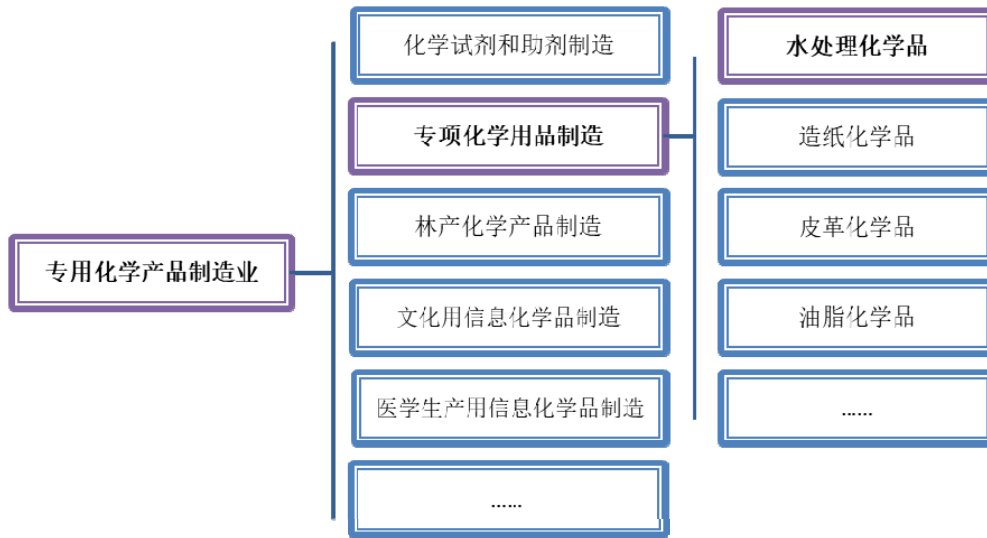 专用化学产品制造业
化学试剂和助剂制造
专项化学用品制造
林产化学产品制造
文化用信息化学品制造
医学生产用信息化学品制造
......
水处理化学品
造纸化学品
皮革化学品
油脂化学品
......